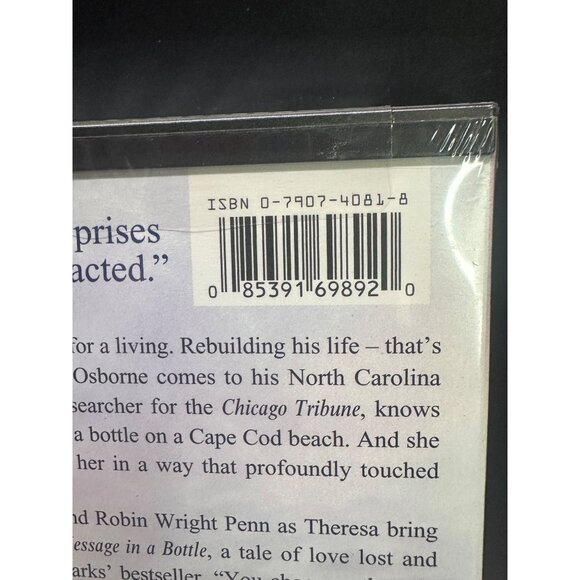 ISBN 0-7907-4081-8
prises
acted.”
0 85391 69892 0
for a living. Rebuilding his life – that’s
Osborne comes to his North Carolina
searcher for the Chicago Tribune, knows
a bottle on a Cape Cod beach. And she
her in a way that profoundly touched
nd Robin Wright Penn as Theresa bring
essage in a Bottle, a tale of love lost and
arks’ bestseller. “You